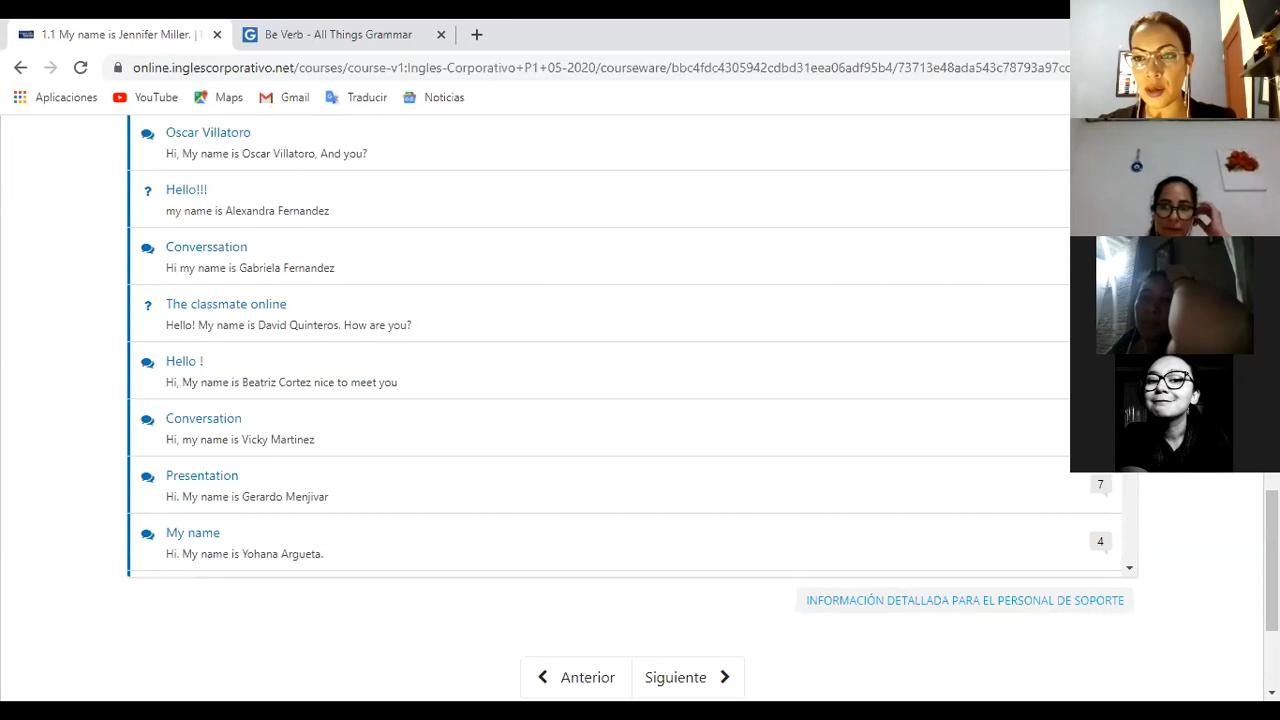 1.1 My name is Jennifer Miller. |
Be Verb - All Things Grammar
online.inglescorporativo.net/courses/course-v1:Ingles-Corporativo+P1+05-2020/courseware/bbc4fdc4305942cdbd31eea06adf95b4/73713e48ada543c78793a97cc
Aplicaciones YouTube Maps Gmail Traducir Noticias
Oscar Villatoro
Hi, My name is Oscar Villatoro, And you?
Hello!!!
my name is Alexandra Fernandez
Converssation
Hi my name is Gabriela Fernandez
The classmate online
Hello! My name is David Quinteros. How are you?
Hello !
Hi, My name is Beatriz Cortez nice to meet you
Conversation
Hi, my name is Vicky Martinez
Presentation
Hi. My name is Gerardo Menjivar
7
My name
Hi. My name is Yohana Argueta.
4
INFORMACIÓN DETALLADA PARA EL PERSONAL DE SOPORTE
Anterior Siguiente